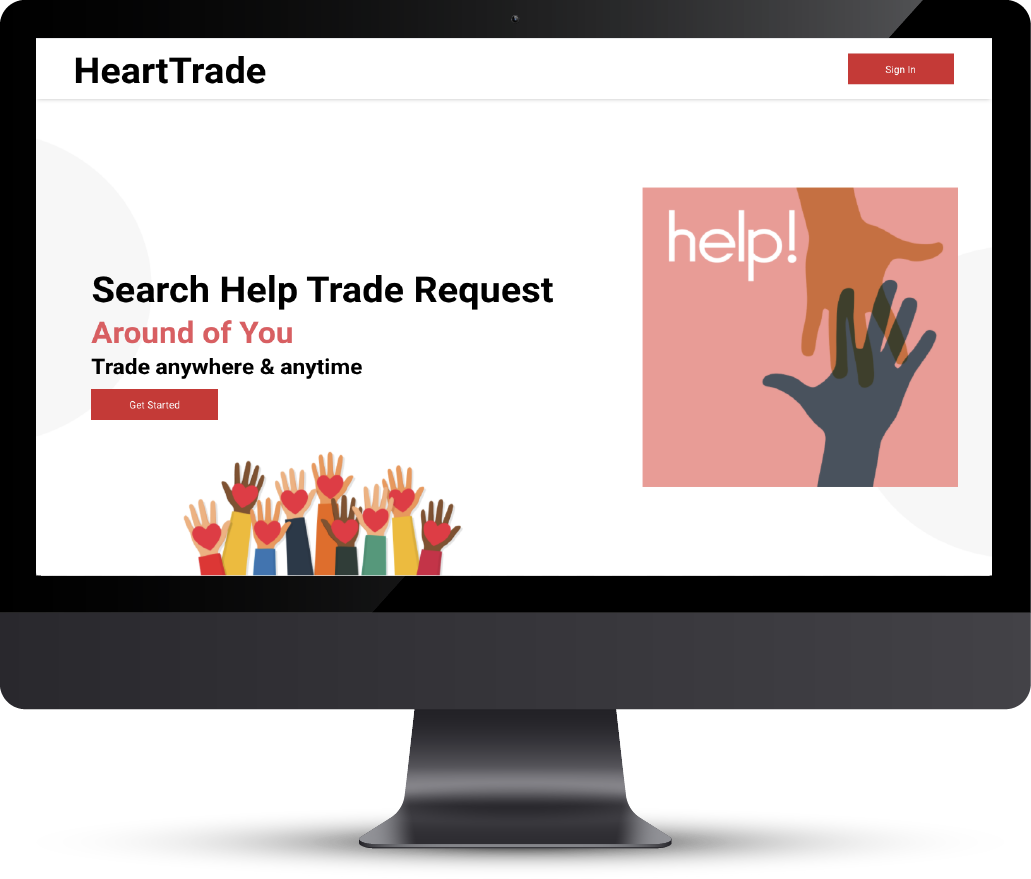 HeartTrade
Sign In
help!
Search Help Trade Request
Around of You
Trade anywhere & anytime
Get Started